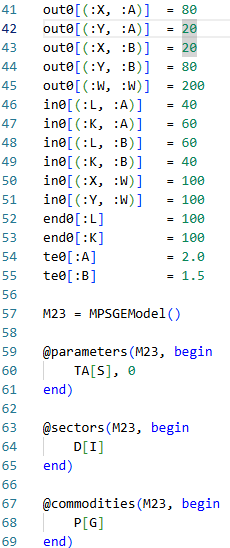 41 out0[(:X, :A)] = 80
42 out0[(:Y, :A)] = 20
43 out0[(:X, :B)] = 20
44 out0[(:Y, :B)] = 80
45 out0[(:W, :W)] = 200
46 in0[(:L, :A)] = 40
47 in0[(:K, :A)] = 60
48 in0[(:L, :B)] = 60
49 in0[(:K, :B)] = 40
50 in0[(:X, :W)] = 100
51 in0[(:Y, :W)] = 100
52 end0[:L] = 100
53 end0[:K] = 100
54 te0[:A] = 2.0
55 te0[:B] = 1.5
56
57 M23 = MPSGEModel()
58
59 @parameters(M23, begin
60 TA[S], 0
61 end)
62
63 @sectors(M23, begin
64 D[I]
65 end)
66
67 @commodities(M23, begin
68 P[G]
69 end)